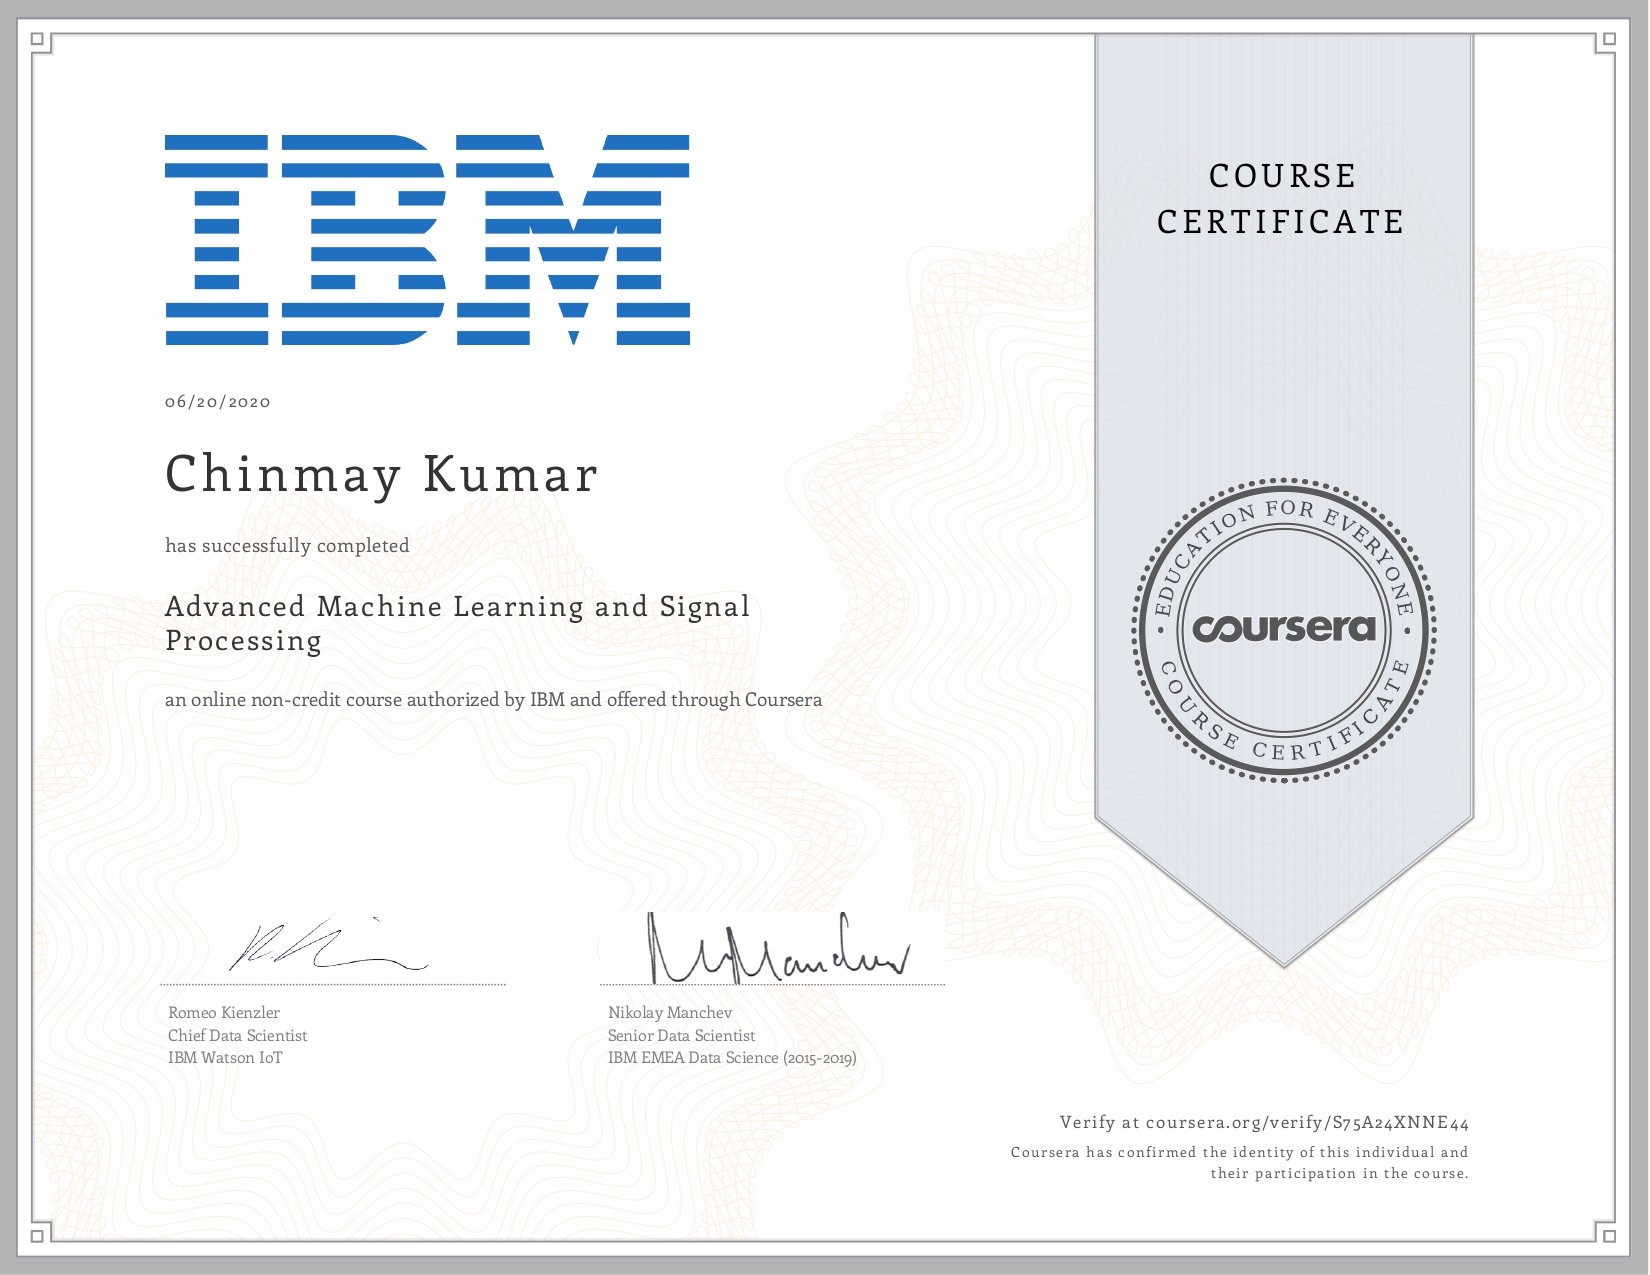 IBM
COURSE
CERTIFICATE
06/20/2020
Chinmay Kumar
has successfully completed
Advanced Machine Learning and Signal
Processing
an online non-credit course authorized by IBM and offered through Coursera
EDUCATION FOR EVERYONE
coursera
COURSE CERTIFICATE
Romeo Kienzler
Chief Data Scientist
IBM Watson IoT
Nikolay Manchev
Senior Data Scientist
IBM EMEA Data Science (2015-2019)
Verify at coursera.org/verify/S75A24XNNE44
Coursera has confirmed the identity of this individual and
their participation in the course.